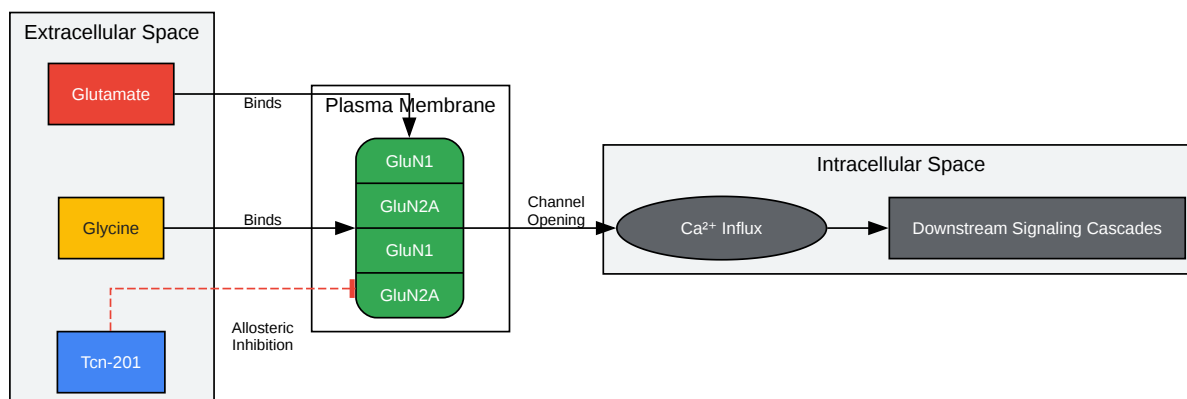 Extracellular Space
Glutamate
Binds
Plasma Membrane
GluN1
GluN2A
GluN1
GluN2A
Glycine
Binds
Tcn-201
Allosteric
Inhibition
Channel
Opening
Intracellular Space
Ca²⁺ Influx
Downstream Signaling Cascades